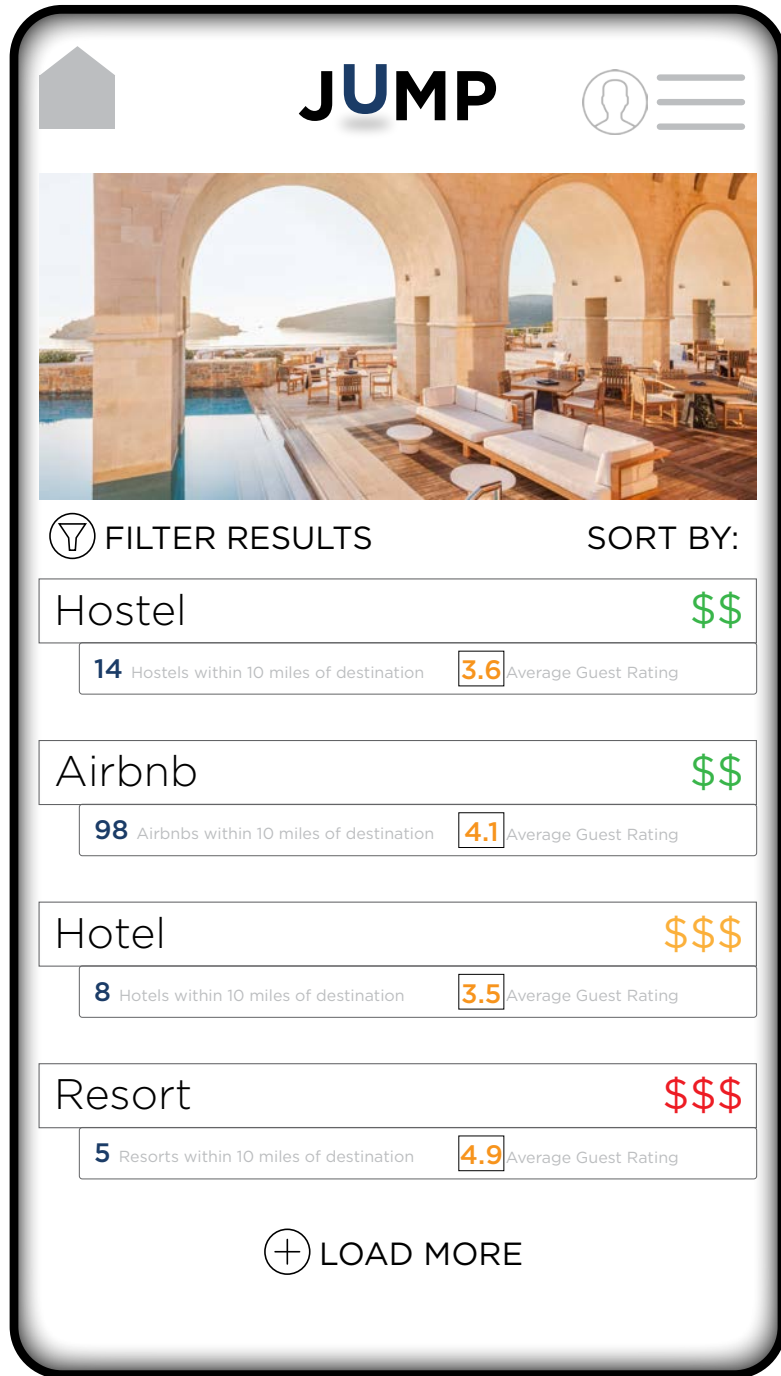 JUMP
FILTER RESULTS SORT BY:
Hostel $$
14 Hostels within 10 miles of destination 3.6 Average Guest Rating
Airbnb $$
98 Airbnbs within 10 miles of destination 4.1 Average Guest Rating
Hotel $$$
8 Hotels within 10 miles of destination 3.5 Average Guest Rating
Resort $$$
5 Resorts within 10 miles of destination 4.9 Average Guest Rating
LOAD MORE